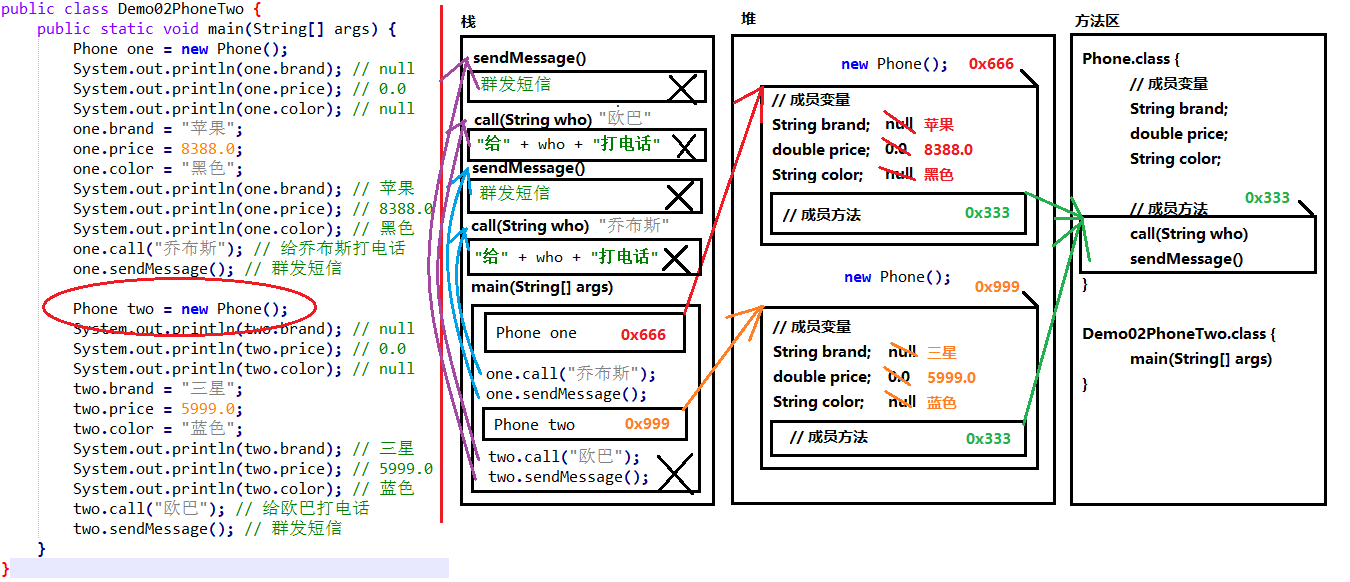 public class Demo02PhoneTwo {
public static void main(String[] args) {
Phone one = new Phone();
System.out.println(one.brand); // null
System.out.println(one.price); // 0.0
System.out.println(one.color); // null
one.brand = "苹果";
one.price = 8388.0;
one.color = "黑色";
System.out.println(one.brand); // 苹果
System.out.println(one.price); // 8388.0
System.out.println(one.color); // 黑色
one.call("乔布斯"); // 给乔布斯打电话
one.sendMessage(); // 群发短信
Phone two = new Phone();
System.out.println(two.brand); // null
System.out.println(two.price); // 0.0
System.out.println(two.color); // null
two.brand = "三星";
two.price = 5999.0;
two.color = "蓝色";
System.out.println(two.brand); // 三星
System.out.println(two.price); // 5999.0
System.out.println(two.color); // 蓝色
two.call("欧巴"); // 给欧巴打电话
two.sendMessage(); // 群发短信
}
}
栈
sendMessage()
群发短信
call(String who) "欧巴"
"给" + who + "打电话"
sendMessage()
群发短信
call(String who) "乔布斯"
"给" + who + "打电话"
main(String[] args)
Phone one 0x666
one.call("乔布斯");
one.sendMessage();
Phone two 0x999
two.call("欧巴");
two.sendMessage();
堆
new Phone(); 0x666
// 成员变量
String brand; null 苹果
double price; 0.0 8388.0
String color; null 黑色
// 成员方法 0x333
new Phone(); 0x999
// 成员变量
String brand; null 三星
double price; 0.0 5999.0
String color; null 蓝色
// 成员方法 0x333
方法区
Phone.class {
// 成员变量
String brand;
double price;
String color;
0x333
// 成员方法
call(String who)
sendMessage()
}
Demo02PhoneTwo.class {
main(String[] args)
}